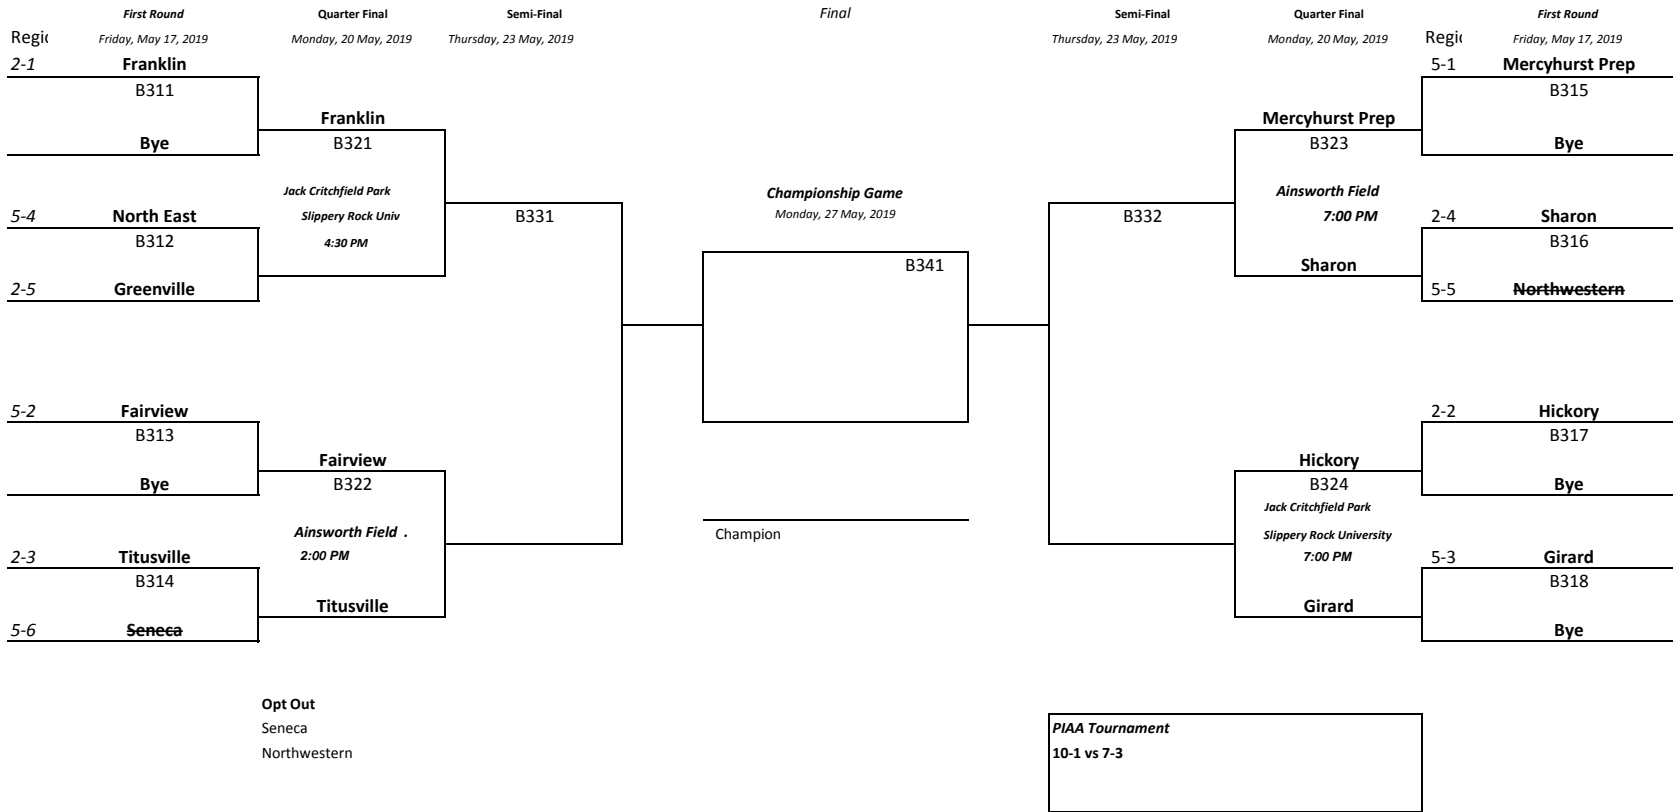 First Round Quarter Final Semi-Final Final Semi-Final Quarter Final First Round
Regio Friday, May 17, 2019 Monday, 20 May, 2019 Thursday, 23 May, 2019 Thursday, 23 May, 2019 Monday, 20 May, 2019 Regio Friday, May 17, 2019
2-1 Franklin 5-1 Mercyhurst Prep
B311 B315
Franklin Mercyhurst Prep
Bye B321 B323 Bye
Jack Critchfield Park Championship Game Ainsworth Field
5-4 North East Slippery Rock Univ B331 Monday, 27 May, 2019 B332 7:00 PM 2-4 Sharon
B312 4:30 PM B316
B341 Sharon
2-5 Greenville 5-5 Northwestern
5-2 Fairview 2-2 Hickory
B313 B317
Fairview Hickory
Bye B322 B324 Bye
Jack Critchfield Park
Ainsworth Field . Champion Slippery Rock University
2-3 Titusville 2:00 PM 7:00 PM 5-3 Girard
B314 B318
Titusville Girard
5-6 Seneca Bye
Opt Out
Seneca PIAA Tournament
Northwestern 10-1 vs 7-3